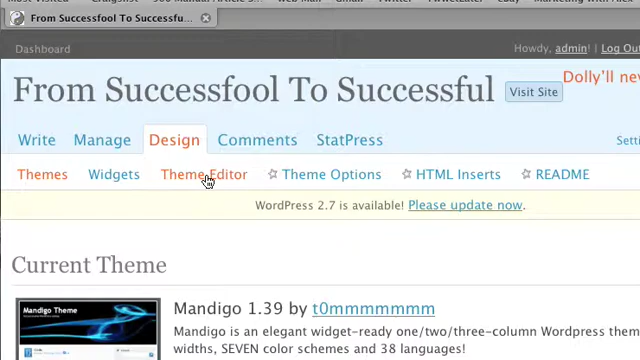 From Successfool To Successfu...
Dashboard
Howdy, admin! | Log Out
From Successfool To Successful
Visit Site
Dolly'll
Write Manage Design Comments StatPress
Themes Widgets Theme Editor Theme Options HTML Inserts README
WordPress 2.7 is available! Please update now.
Current Theme
Mandigo Theme
Mandigo 1.39 by t0mmmmmmm
Mandigo is an elegant widget-ready one/two/three-column Wordpress
widths, SEVEN color schemes and 38 languages!